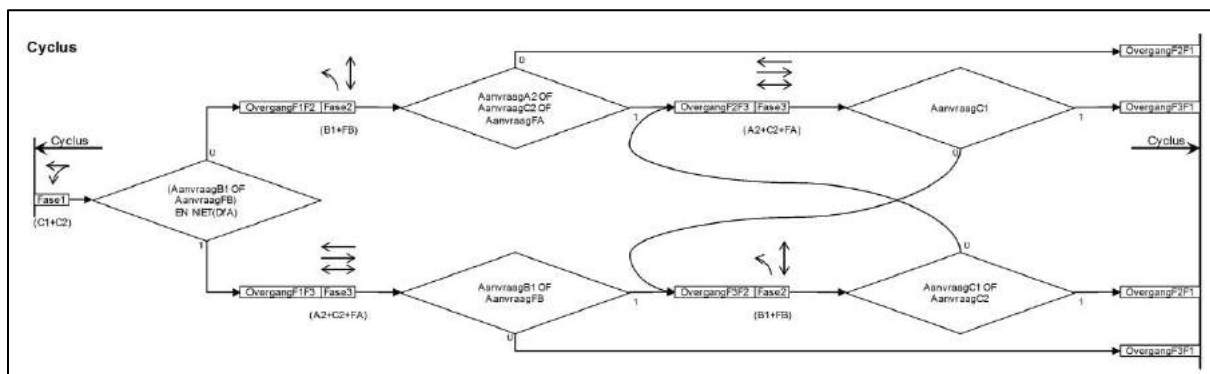 Cyclus
0
OvergangF2F1
OvergangF1F2
Fase2
(B1+FB)
AanvraagA2 OF
AanvraagC2 OF
AanvraagFA
1
OvergangF2F3
Fase3
(A2+C2+FA)
AanvraagC1
1
OvergangF3F1
0
Cyclus
Fase1
(C1+C2)
0
(AanvraagB1 OF
AanvraagFB)
EN NIET(DfA)
1
Cyclus
OvergangF1F3
Fase3
(A2+C2+FA)
AanvraagB1 OF
AanvraagFB
1
0
OvergangF3F2
Fase2
(B1+FB)
0
AanvraagC1 OF
AanvraagC2
1
OvergangF2F1
OvergangF3F1